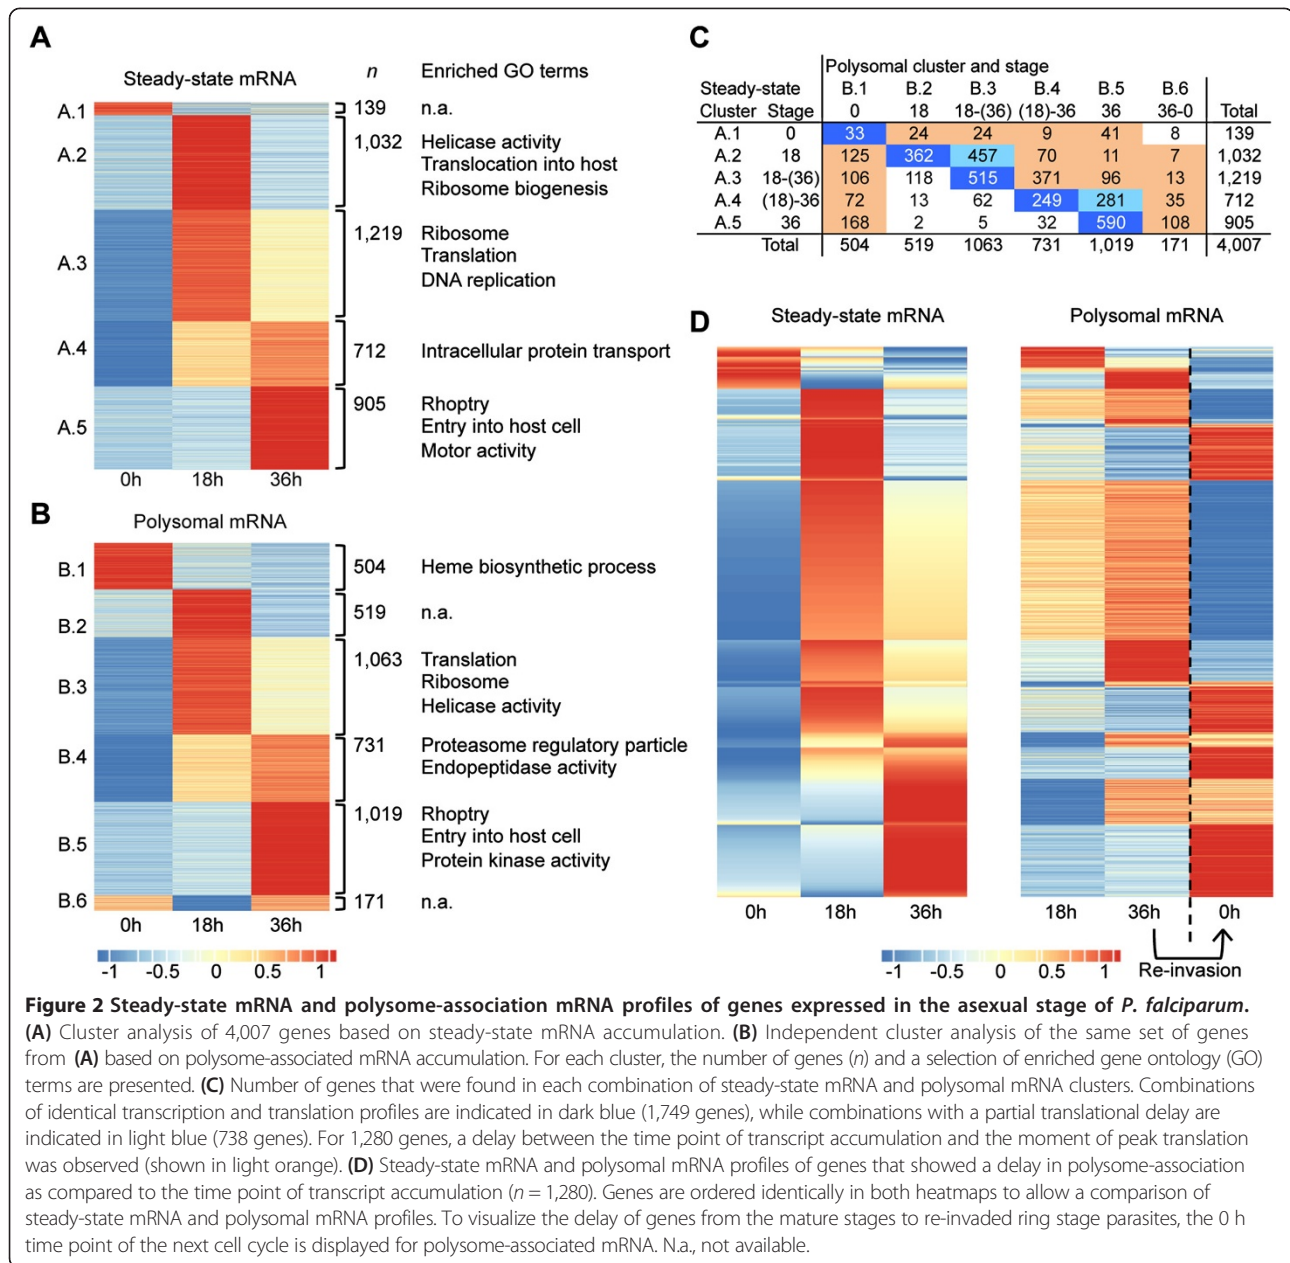 A
Steady-state mRNA
n
Enriched GO terms
A.1
139
n.a.
A.2
1,032
Helicase activity
Translocation into host
Ribosome biogenesis
A.3
1,219
Ribosome
Translation
DNA replication
A.4
712
Intracellular protein transport
A.5
905
Rhoptry
Entry into host cell
Motor activity
0h 18h 36h
B
Polysomal mRNA
B.1
504
Heme biosynthetic process
B.2
519
n.a.
B.3
1,063
Translation
Ribosome
Helicase activity
B.4
731
Proteasome regulatory particle
Endopeptidase activity
B.5
1,019
Rhoptry
Entry into host cell
Protein kinase activity
B.6
171
n.a.
0h 18h 36h
-1 -0.5 0 0.5 1
C
Polysomal cluster and stage
Steady-state B.1 B.2 B.3 B.4 B.5 B.6
Cluster Stage 0 18 18-(36) (18)-36 36 36-0 Total
A.1 0 33 24 24 9 41 8 139
A.2 18 125 362 457 70 11 7 1,032
A.3 18-(36) 106 118 515 371 96 13 1,219
A.4 (18)-36 72 13 62 249 281 35 712
A.5 36 168 2 5 32 590 108 905
Total 504 519 1063 731 1,019 171 4,007
D
Steady-state mRNA Polysomal mRNA
0h 18h 36h 18h 36h 0h
-1 -0.5 0 0.5 1
Re-invasion
Figure 2 Steady-state mRNA and polysome-association mRNA profiles of genes expressed in the asexual stage of P. falciparum.
(A) Cluster analysis of 4,007 genes based on steady-state mRNA accumulation. (B) Independent cluster analysis of the same set of genes
from (A) based on polysome-associated mRNA accumulation. For each cluster, the number of genes (n) and a selection of enriched gene ontology (GO)
terms are presented. (C) Number of genes that were found in each combination of steady-state mRNA and polysomal mRNA clusters. Combinations
of identical transcription and translation profiles are indicated in dark blue (1,749 genes), while combinations with a partial translational delay are
indicated in light blue (738 genes). For 1,280 genes, a delay between the time point of transcript accumulation and the moment of peak translation
was observed (shown in light orange). (D) Steady-state mRNA and polysomal mRNA profiles of genes that showed a delay in polysome-association
as compared to the time point of transcript accumulation (n = 1,280). Genes are ordered identically in both heatmaps to allow a comparison of
steady-state mRNA and polysomal mRNA profiles. To visualize the delay of genes from the mature stages to re-invaded ring stage parasites, the 0 h
time point of the next cell cycle is displayed for polysome-associated mRNA. N.a., not available.